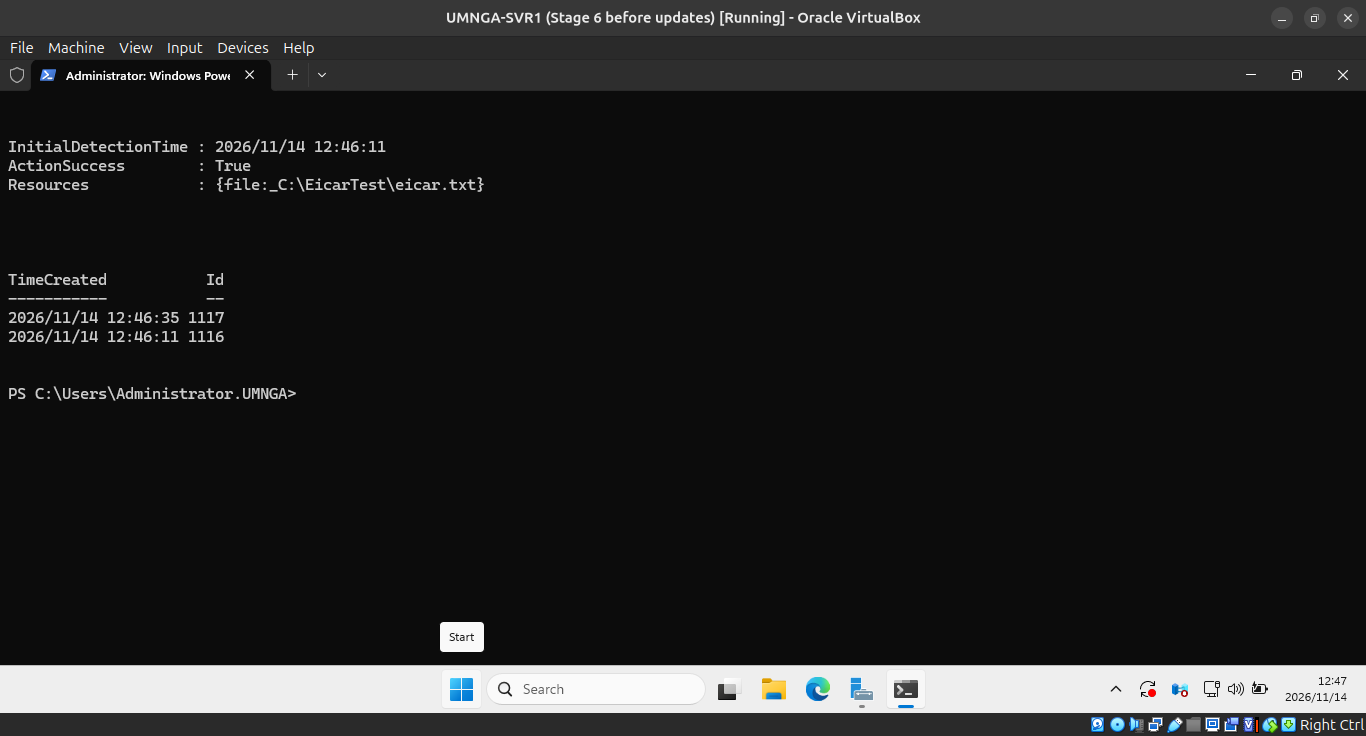 UMNGA-SVR1 (Stage 6 before updates) [Running] - Oracle VirtualBox
File Machine View Input Devices Help
Administrator: Windows Powe
InitialDetectionTime : 2026/11/14 12:46:11
ActionSuccess        : True
Resources            : {file:_C:\EicarTest\eicar.txt}
TimeCreated           Id
-----------           --
2026/11/14 12:46:35 1117
2026/11/14 12:46:11 1116
PS C:\Users\Administrator.UMNGA>
Start
Search
12:47
2026/11/14
Right Ctrl